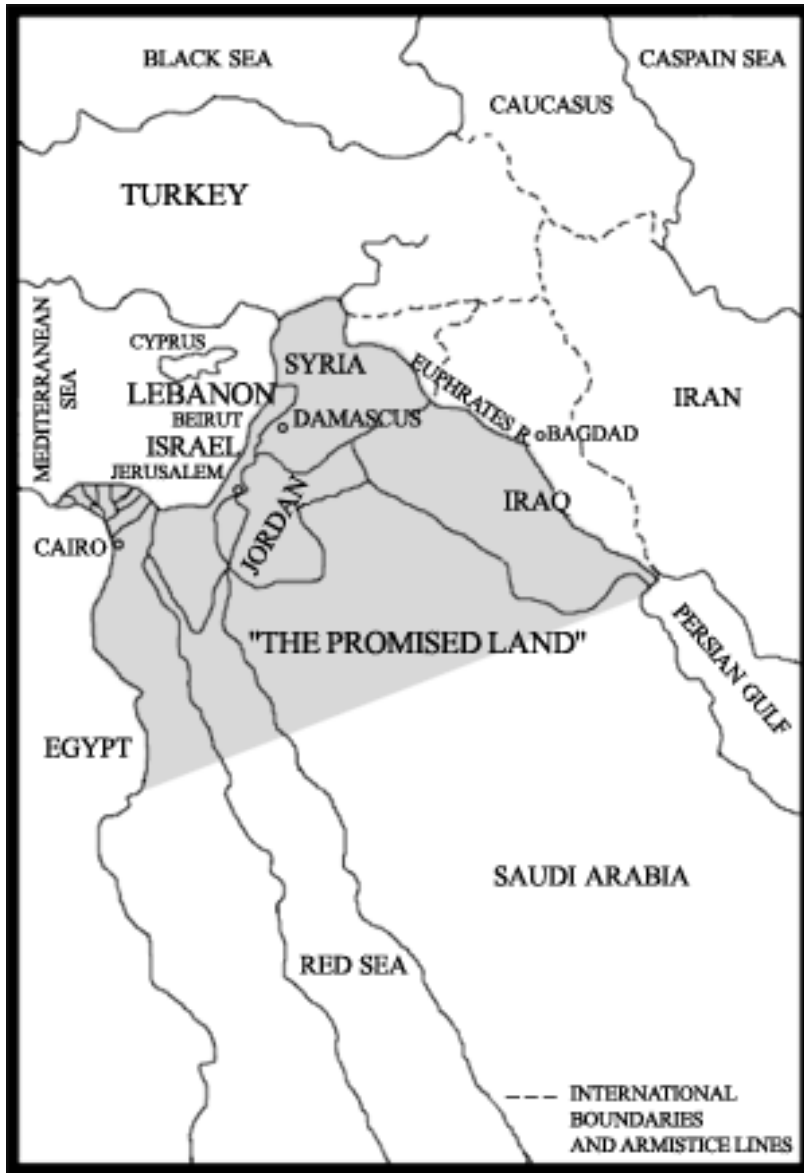 BLACK SEA
CASPAIN SEA
CAUCASUS
TURKEY
MEDITERRANEAN
SEA
CYPRUS
SYRIA
LEBANON
BEIRUT
DAMASCUS
ISRAEL
JERUSALEM
EUPHRATES R
BAGDAD
IRAN
IRAQ
JORDAN
CAIRO
"THE PROMISED LAND"
PERSIAN GULF
EGYPT
SAUDI ARABIA
RED SEA
INTERNATIONAL
BOUNDARIES
AND ARMISTICE LINES